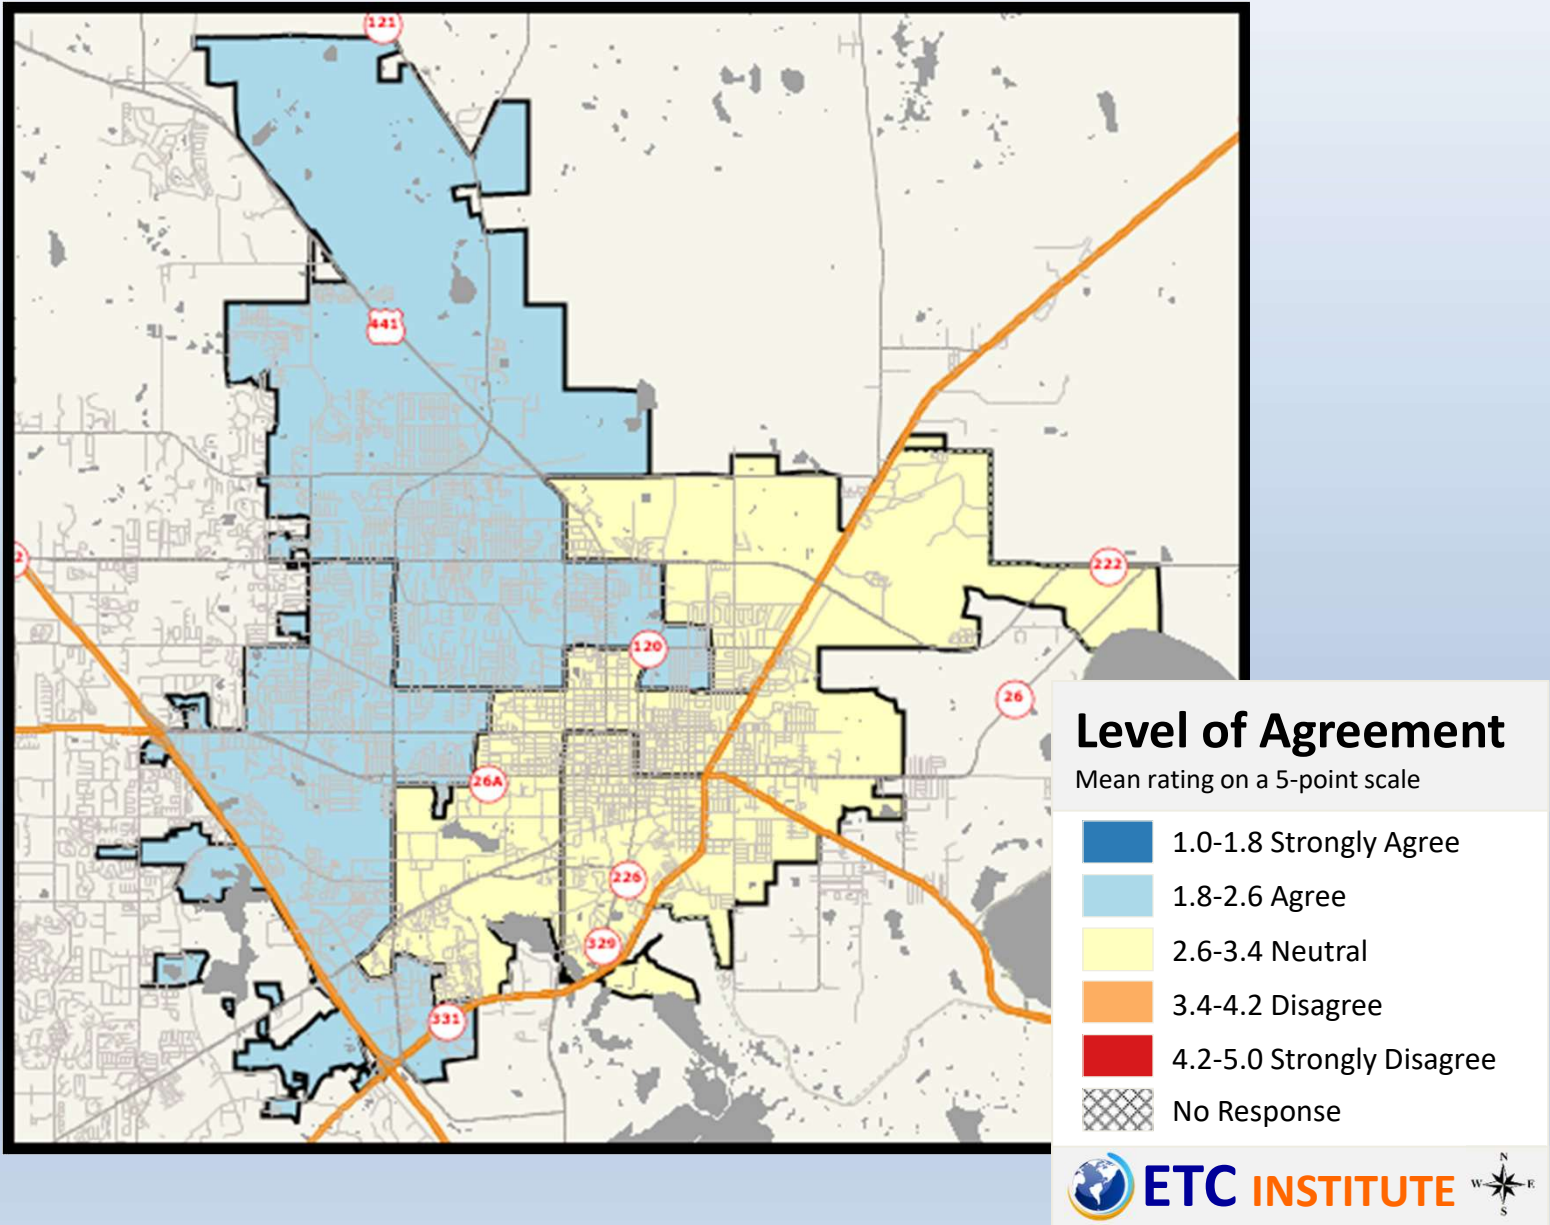 121
441
2
222
120
26
26A
226
329
331
Level of Agreement
Mean rating on a 5-point scale
1.0-1.8 Strongly Agree
1.8-2.6 Agree
2.6-3.4 Neutral
3.4-4.2 Disagree
4.2-5.0 Strongly Disagree
No Response
ETC INSTITUTE
N
W E
S